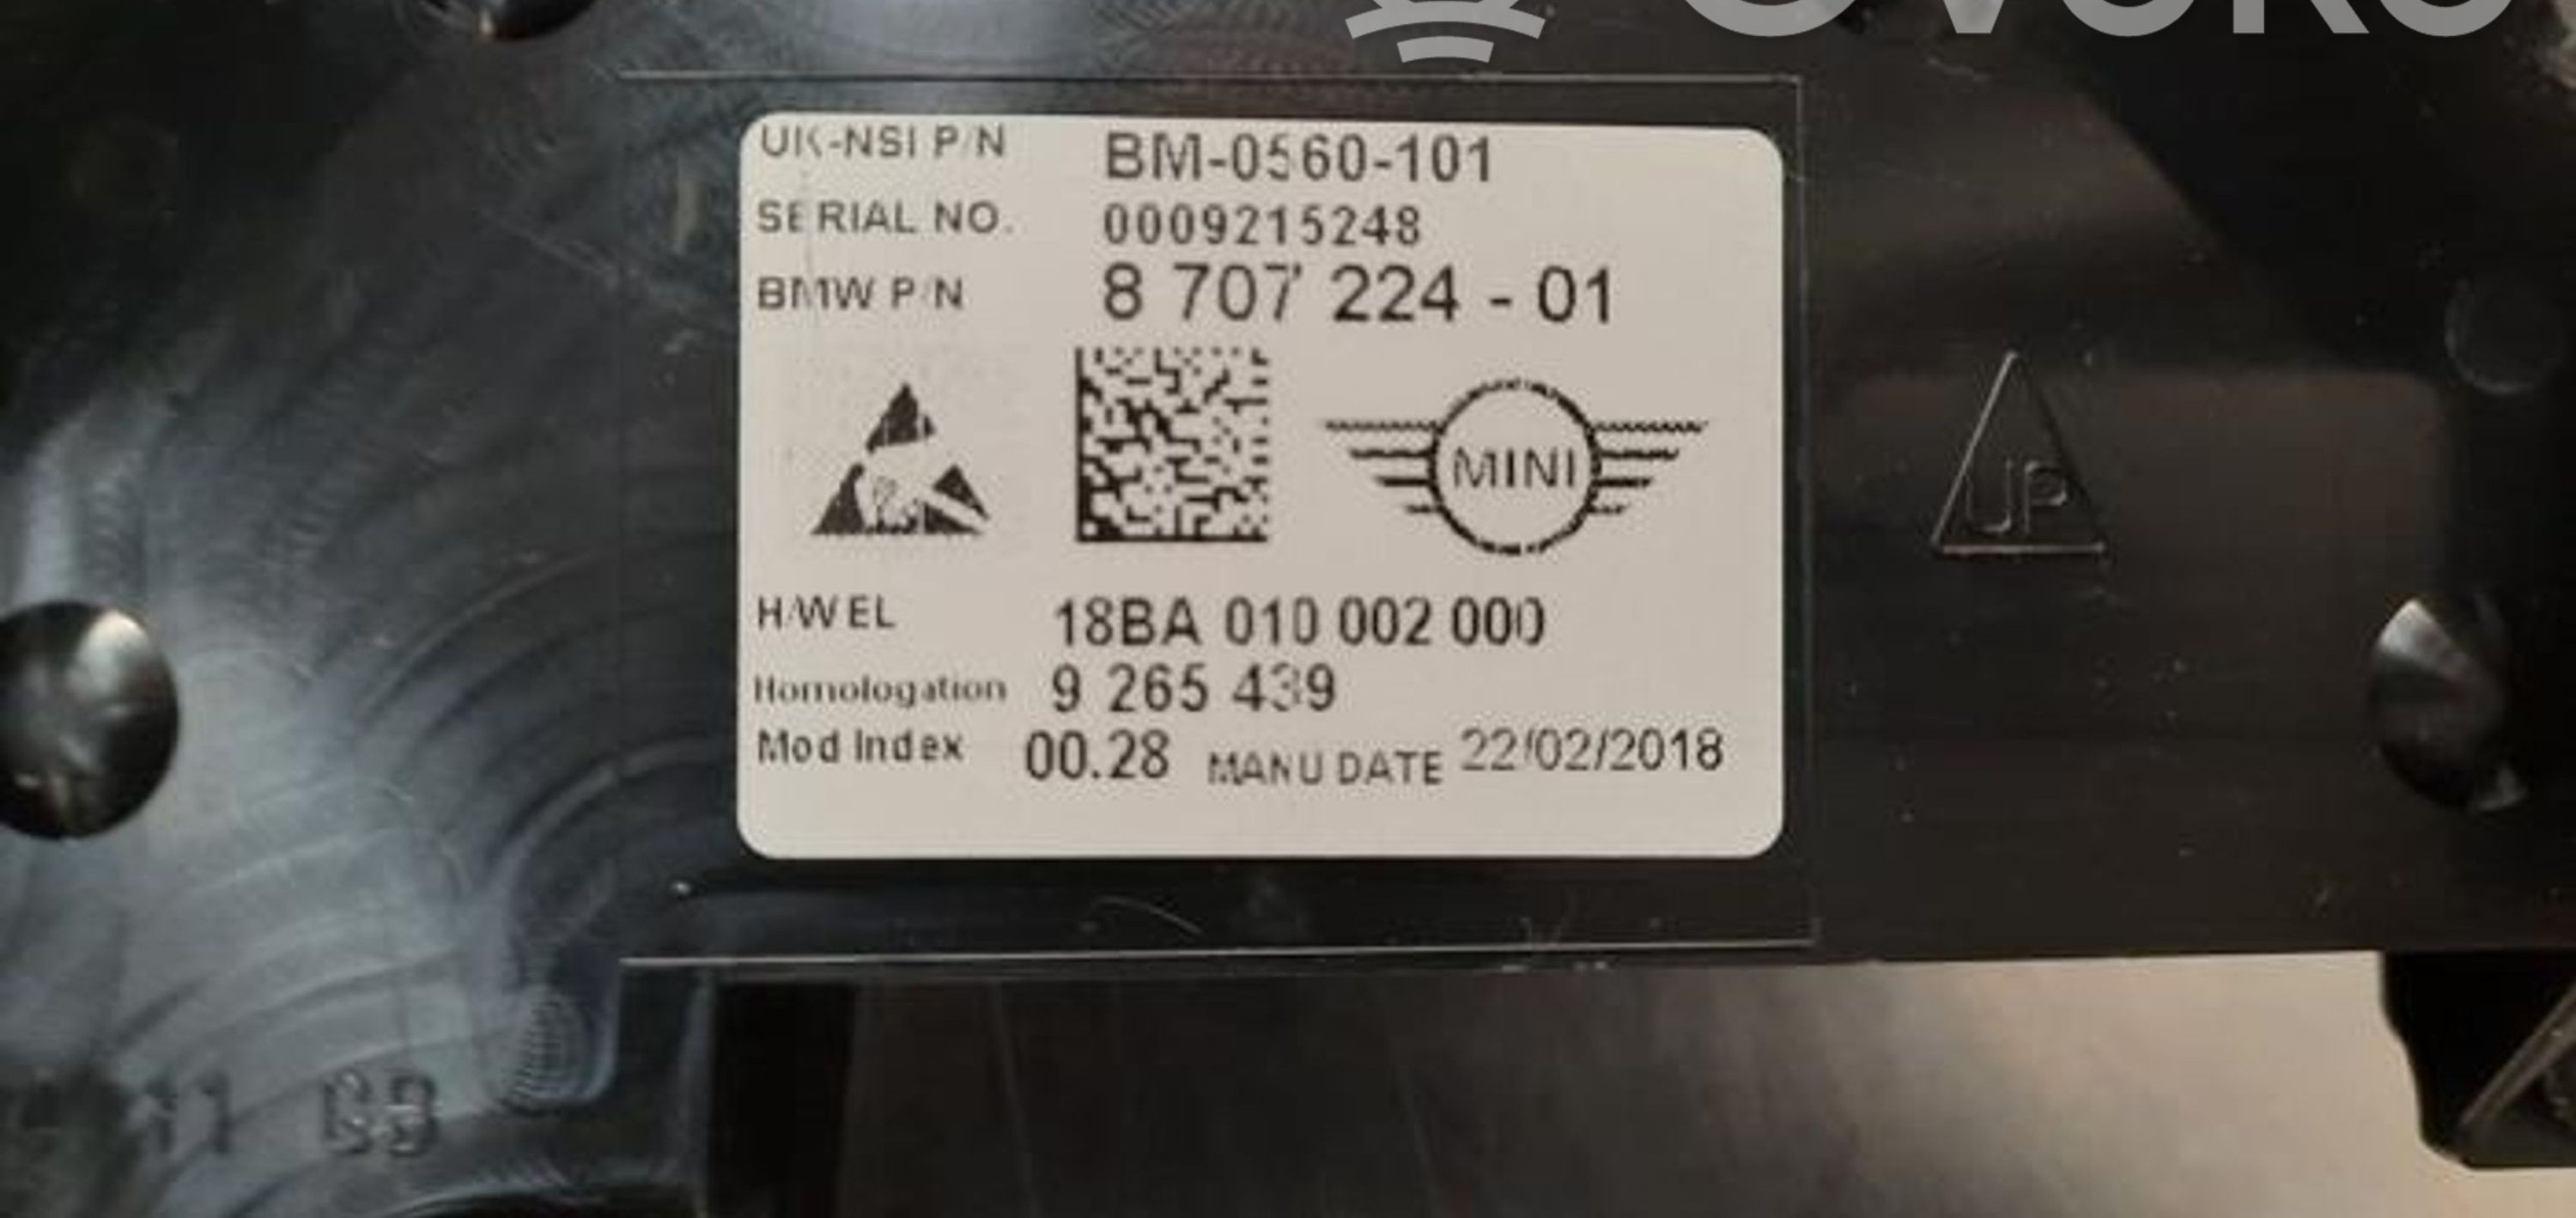 UK-NSI P/N BM-0560-101
SERIAL NO. 0009215248
BMW P/N 8 707 224 - 01
MINI
UP
H/W EL 18BA 010 002 000
Homologation 9 265 439
Mod Index 00.28 MANU DATE 22/02/2018